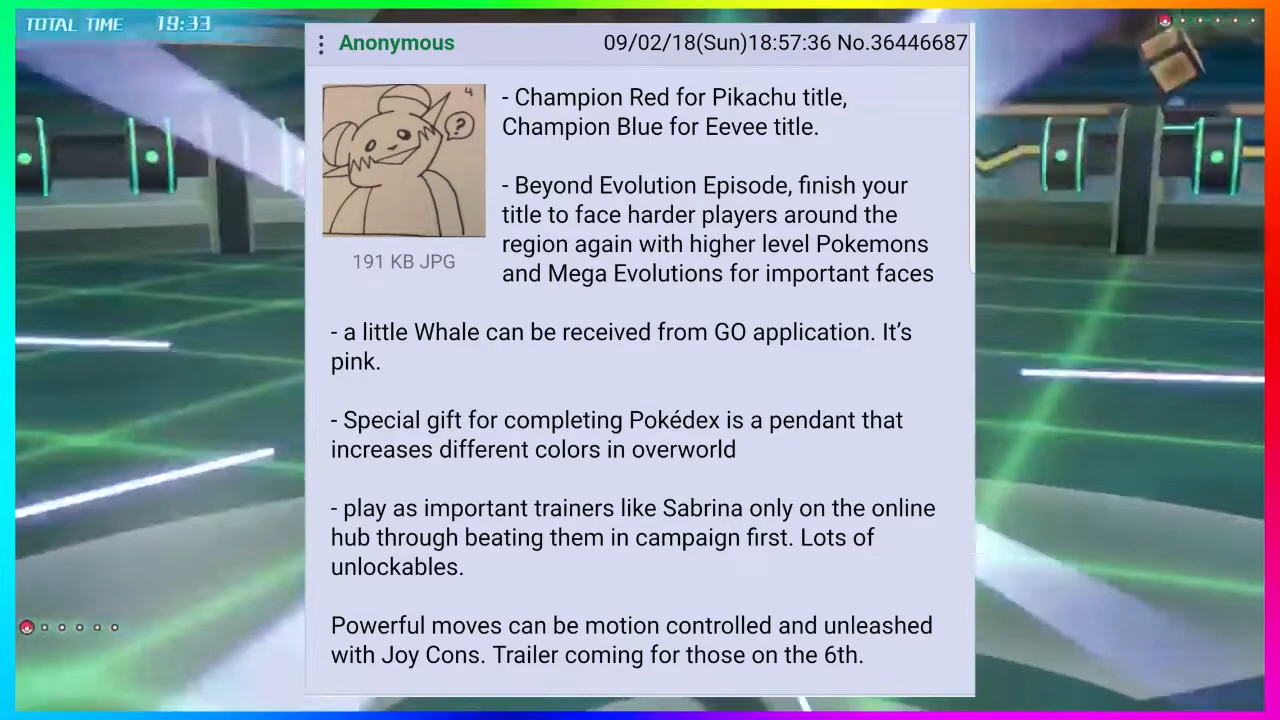 TOTAL TIME 19:33
Anonymous 09/02/18(Sun)18:57:36 No.36446687
4
?
191 KB JPG
- Champion Red for Pikachu title,
Champion Blue for Eevee title.
- Beyond Evolution Episode, finish your
title to face harder players around the
region again with higher level Pokemons
and Mega Evolutions for important faces
- a little Whale can be received from GO application. It’s
pink.
- Special gift for completing Pokédex is a pendant that
increases different colors in overworld
- play as important trainers like Sabrina only on the online
hub through beating them in campaign first. Lots of
unlockables.
Powerful moves can be motion controlled and unleashed
with Joy Cons. Trailer coming for those on the 6th.